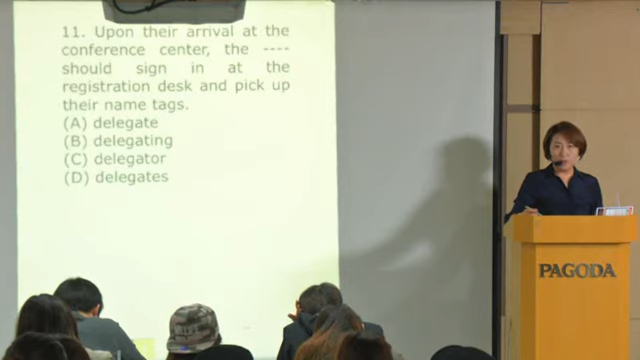 11. Upon their arrival at the
conference center, the ----
should sign in at the
registration desk and pick up
their name tags.
(A) delegate
(B) delegating
(C) delegator
(D) delegates
PAGODA